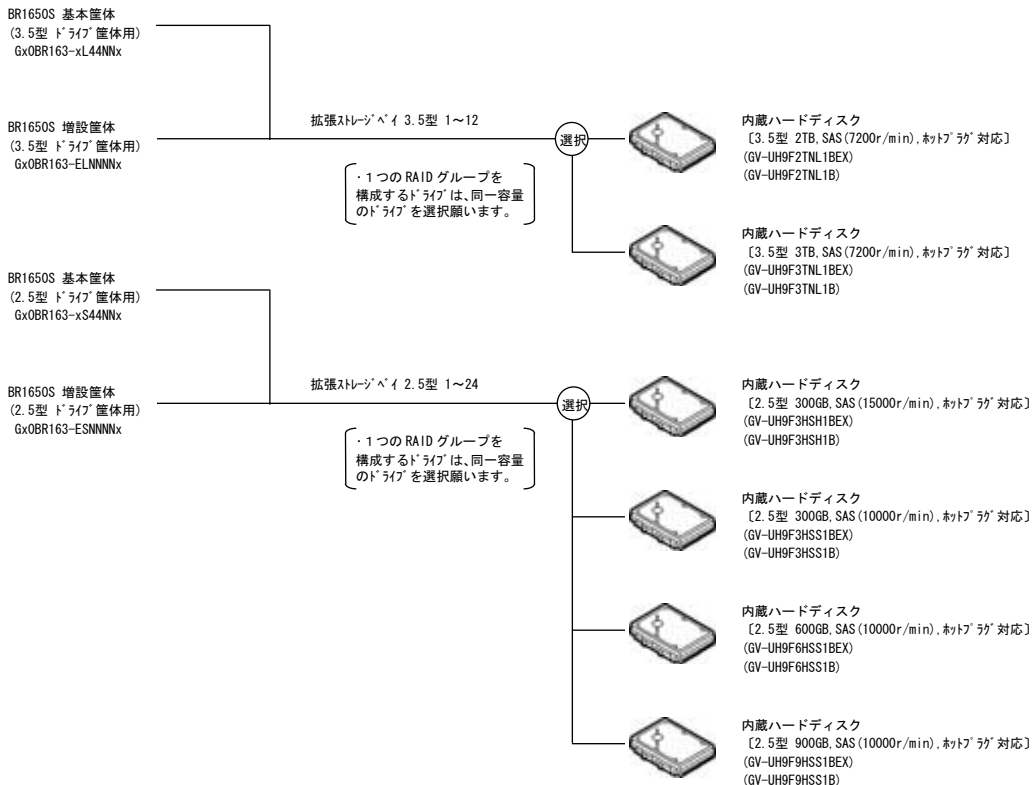 BR1650S 基本筐体
(3.5型 ﾄﾞﾗｲﾌﾞ筐体用)
Gx0BR163-xL44NNx
BR1650S 増設筐体
(3.5型 ﾄﾞﾗｲﾌﾞ筐体用)
Gx0BR163-ELNNNNx
拡張ｽﾄﾚｰｼﾞﾍﾞｲ 3.5型 1～12
選択
・１つの RAID グループを
構成するﾄﾞﾗｲﾌﾞは、同一容量
のﾄﾞﾗｲﾌﾞを選択願います。
内蔵ハードディスク
〔3.5型 2TB,SAS(7200r/min),ﾎｯﾄﾌﾟﾗｸﾞ対応〕
(GV-UH9F2TNL1BEX)
(GV-UH9F2TNL1B)
内蔵ハードディスク
〔3.5型 3TB,SAS(7200r/min),ﾎｯﾄﾌﾟﾗｸﾞ対応〕
(GV-UH9F3TNL1BEX)
(GV-UH9F3TNL1B)
BR1650S 基本筐体
(2.5型 ﾄﾞﾗｲﾌﾞ筐体用)
Gx0BR163-xS44NNx
BR1650S 増設筐体
(2.5型 ﾄﾞﾗｲﾌﾞ筐体用)
Gx0BR163-ESNNNNx
拡張ｽﾄﾚｰｼﾞﾍﾞｲ 2.5型 1～24
選択
・１つの RAID グループを
構成するﾄﾞﾗｲﾌﾞは、同一容量
のﾄﾞﾗｲﾌﾞを選択願います。
内蔵ハードディスク
〔2.5型 300GB,SAS(15000r/min),ﾎｯﾄﾌﾟﾗｸﾞ対応〕
(GV-UH9F3HSH1BEX)
(GV-UH9F3HSH1B)
内蔵ハードディスク
〔2.5型 300GB,SAS(10000r/min),ﾎｯﾄﾌﾟﾗｸﾞ対応〕
(GV-UH9F3HSS1BEX)
(GV-UH9F3HSS1B)
内蔵ハードディスク
〔2.5型 600GB,SAS(10000r/min),ﾎｯﾄﾌﾟﾗｸﾞ対応〕
(GV-UH9F6HSS1BEX)
(GV-UH9F6HSS1B)
内蔵ハードディスク
〔2.5型 900GB,SAS(10000r/min),ﾎｯﾄﾌﾟﾗｸﾞ対応〕
(GV-UH9F9HSS1BEX)
(GV-UH9F9HSS1B)